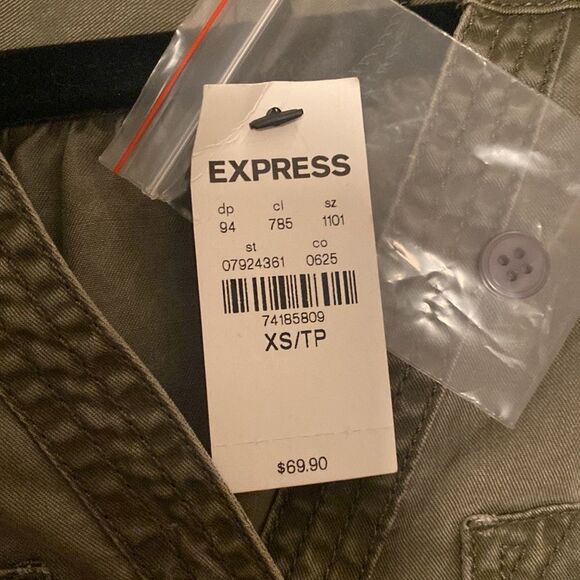 EXPRESS
dp cl sz
94 785 1101
st co
07924361 0625
74185809
XS/TP
$69.90